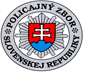 POLICAJNÝ ZBOR
SLOVENSKEJ REPUBLIKY